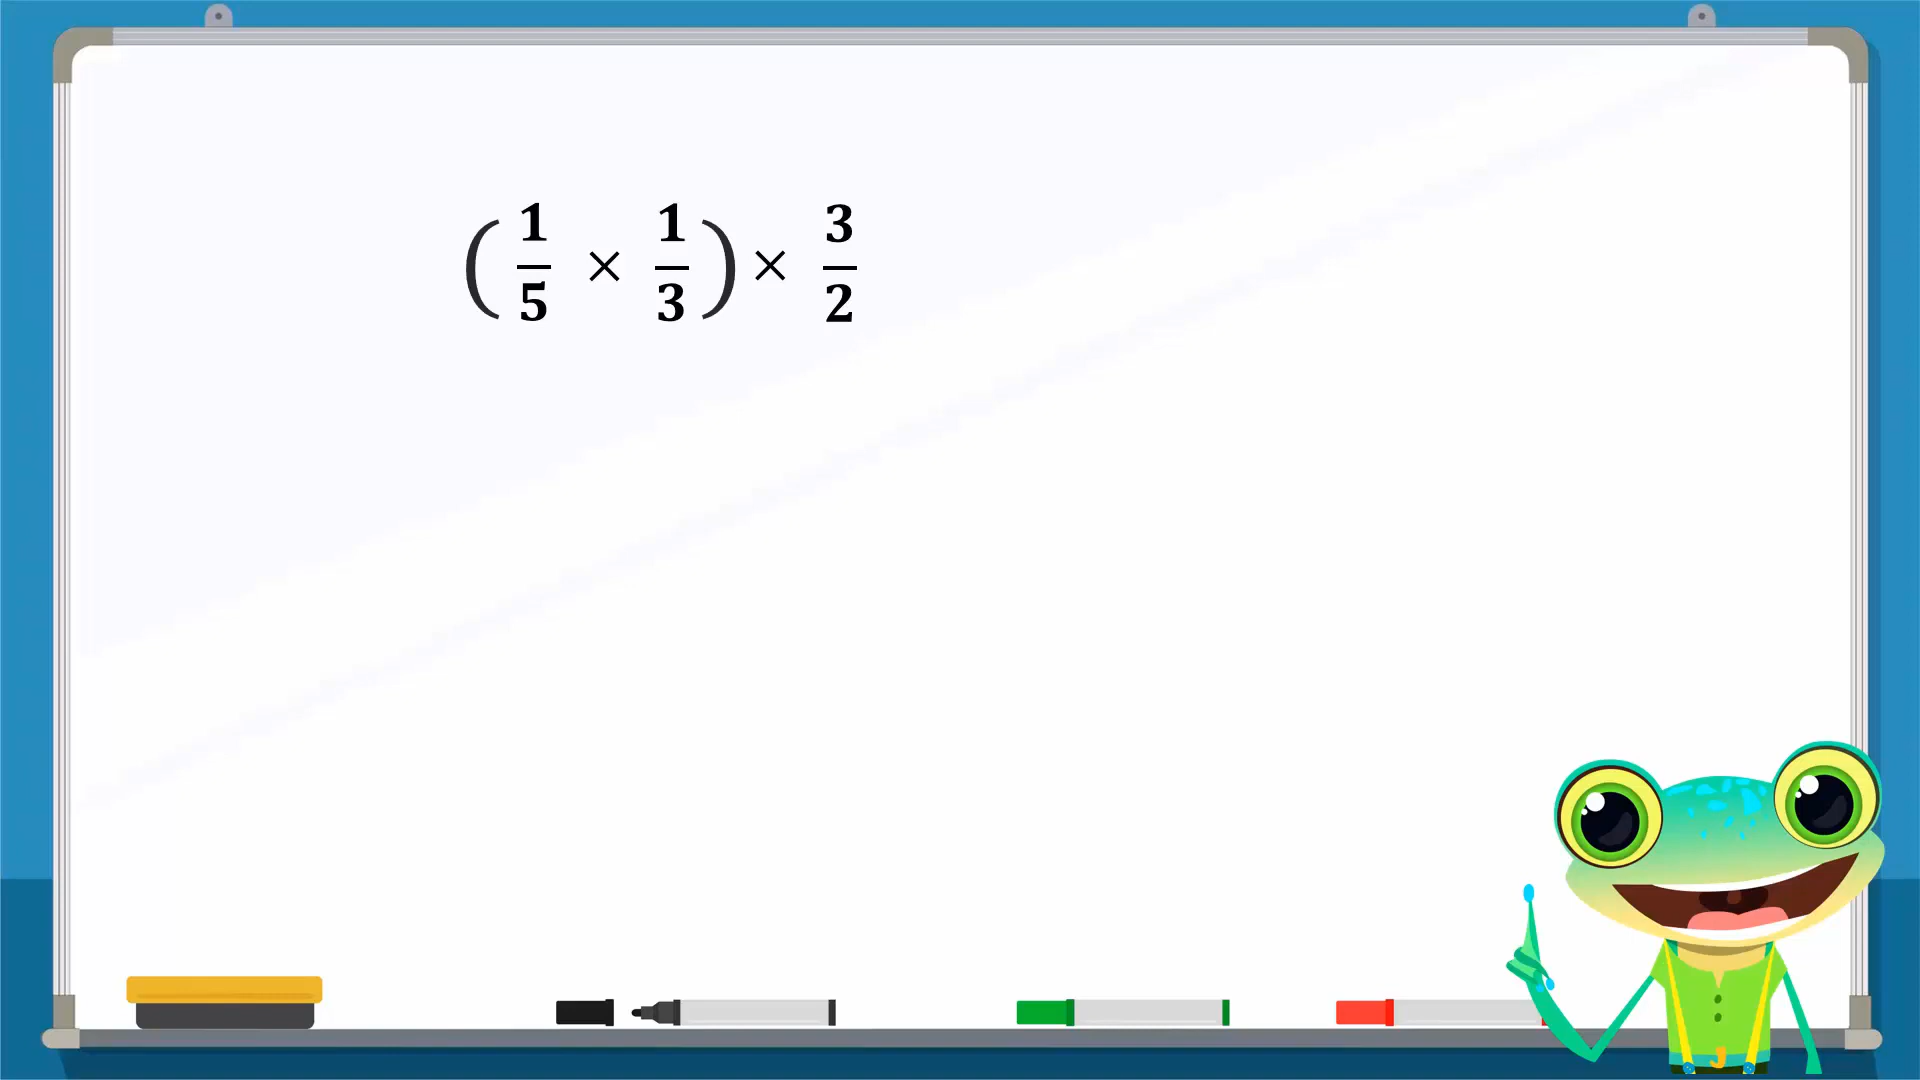 (1/5 × 1/3) × 3/2